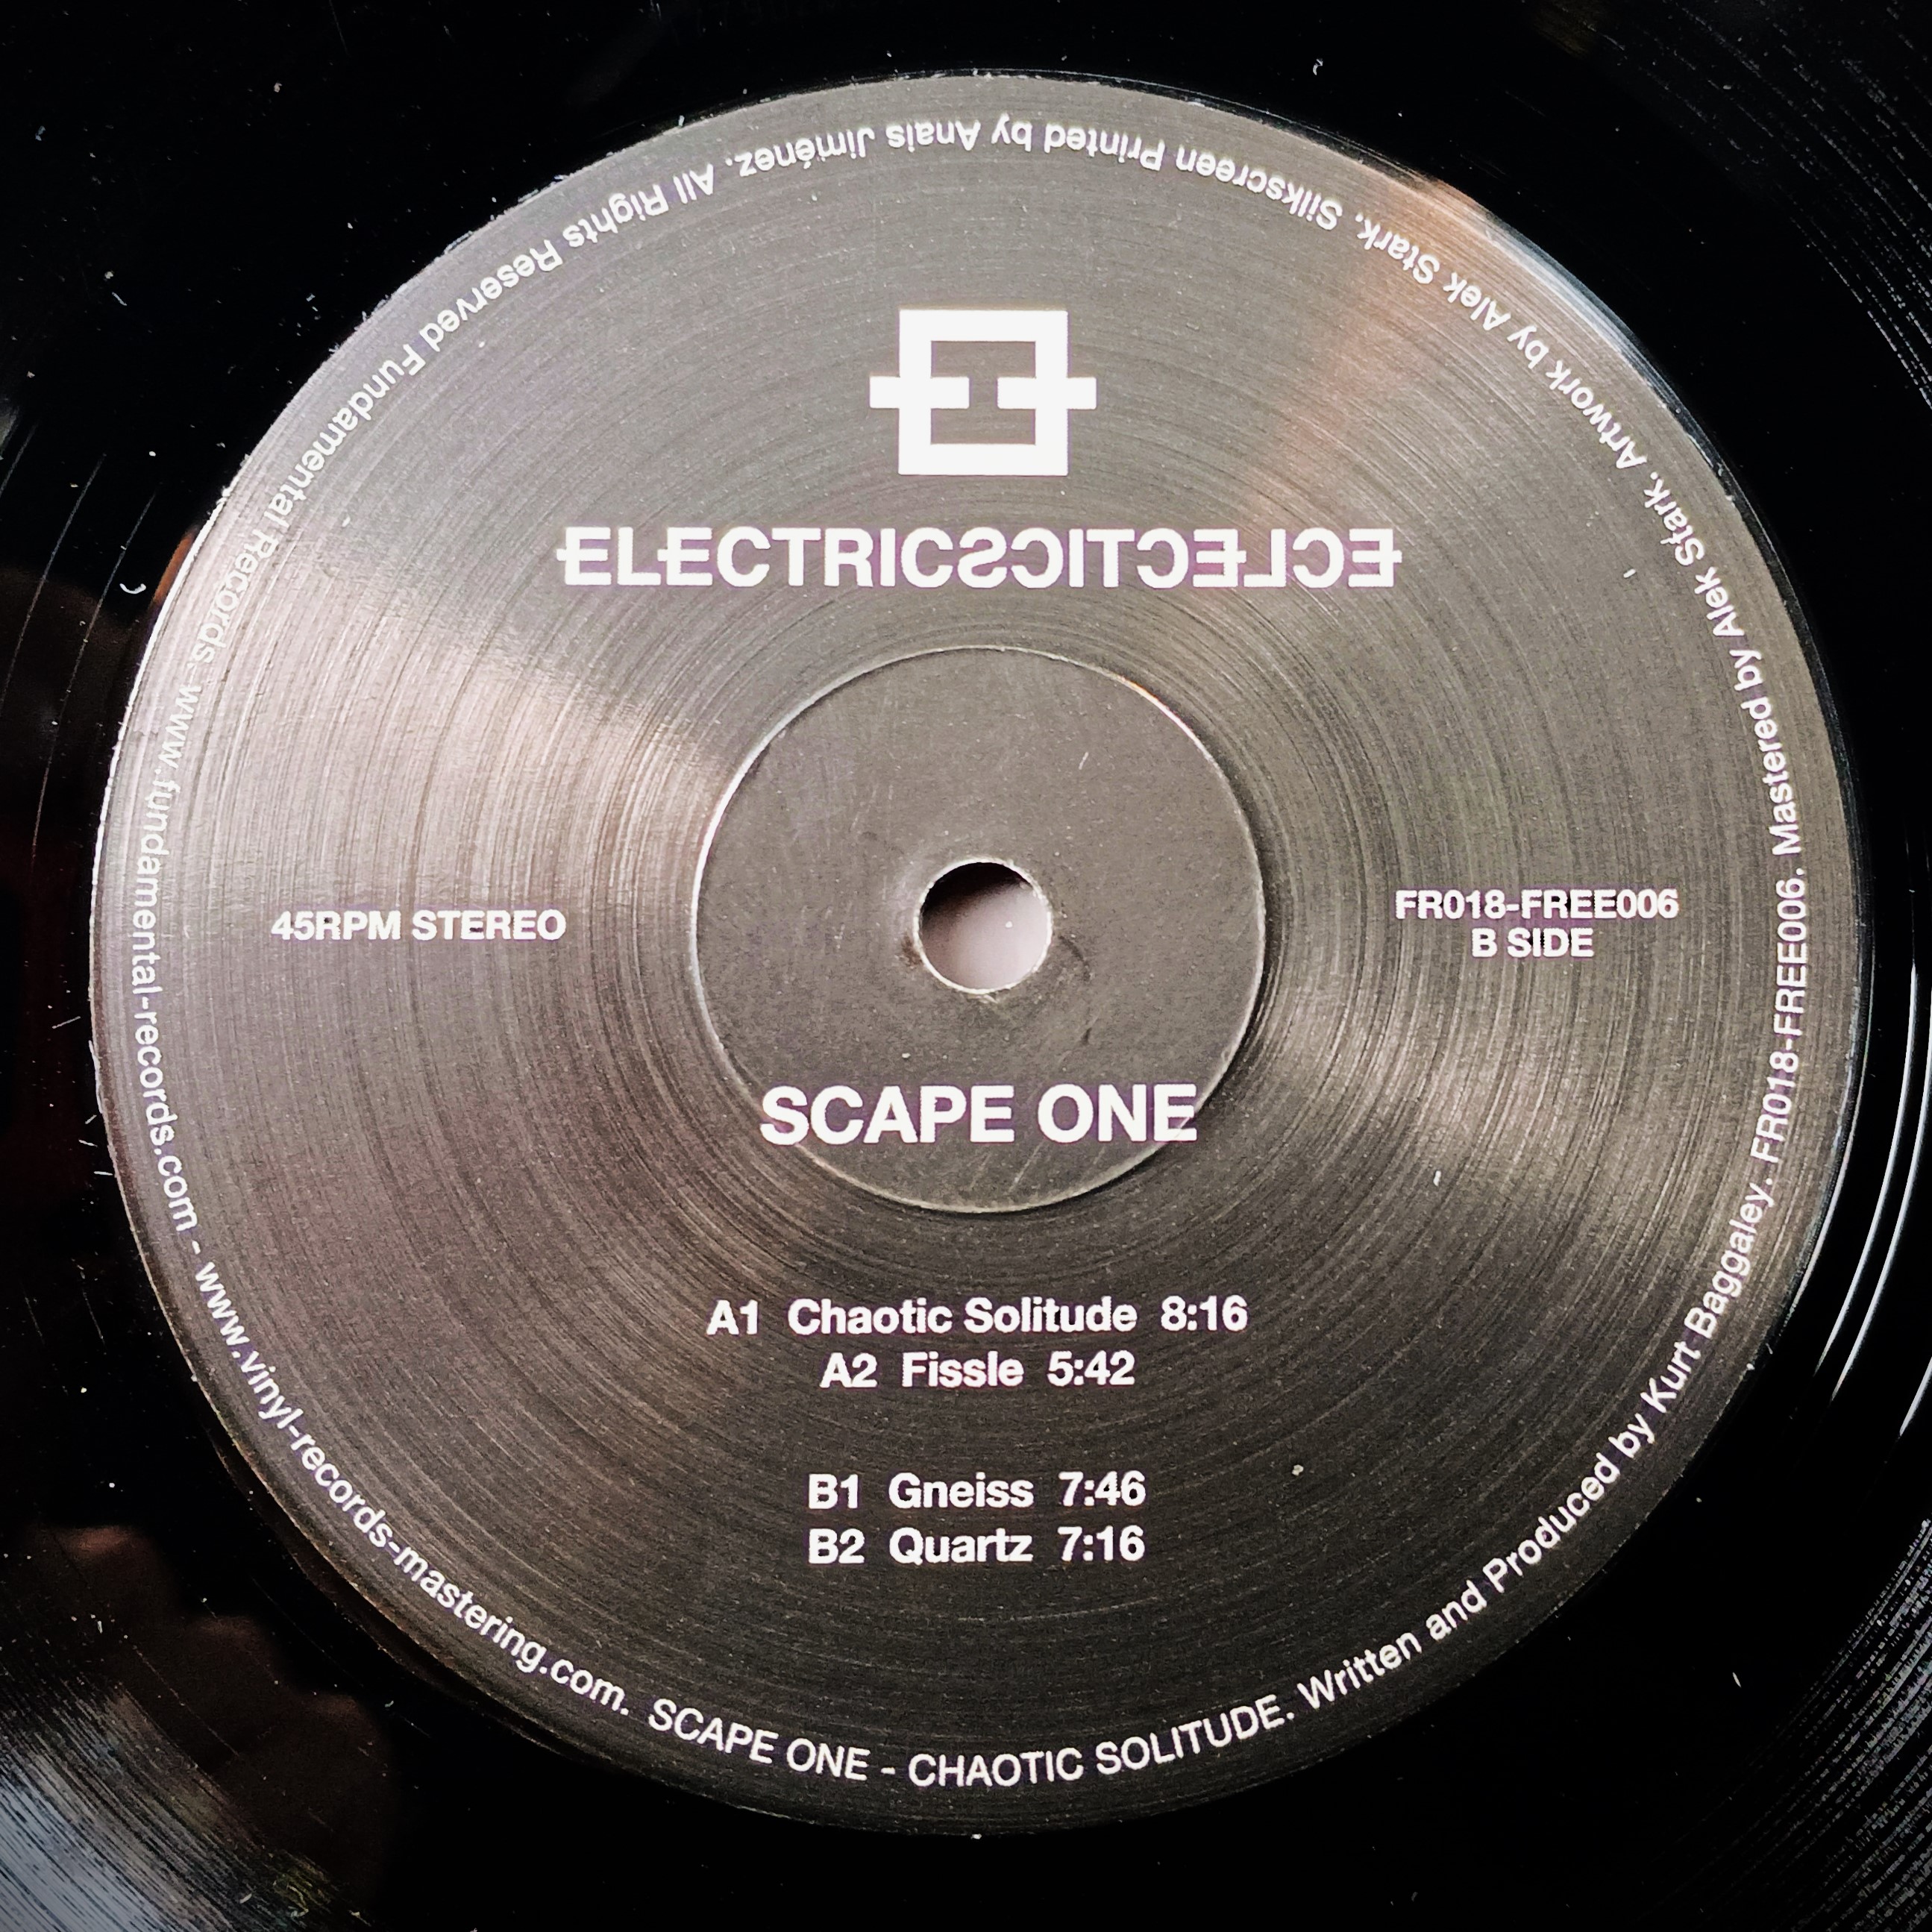 ELECTRICSCITCELCE
45RPM STEREO
FR018-FREE006
B SIDE
SCAPE ONE
A1 Chaotic Solitude 8:16
A2 Fissle 5:42
B1 Gneiss 7:46
B2 Quartz 7:16
SCAPE ONE - CHAOTIC SOLITUDE. Written and Produced by Kurt Baggaley. FR018-FREE006. Mastered by Alek Stark. Artwork by Alek Stark. Silkscreen Printed by Anais Jiménez. All Rights Reserved Fundamental Records. www.fundamental-records.com - www.vinyl-records-mastering.com.